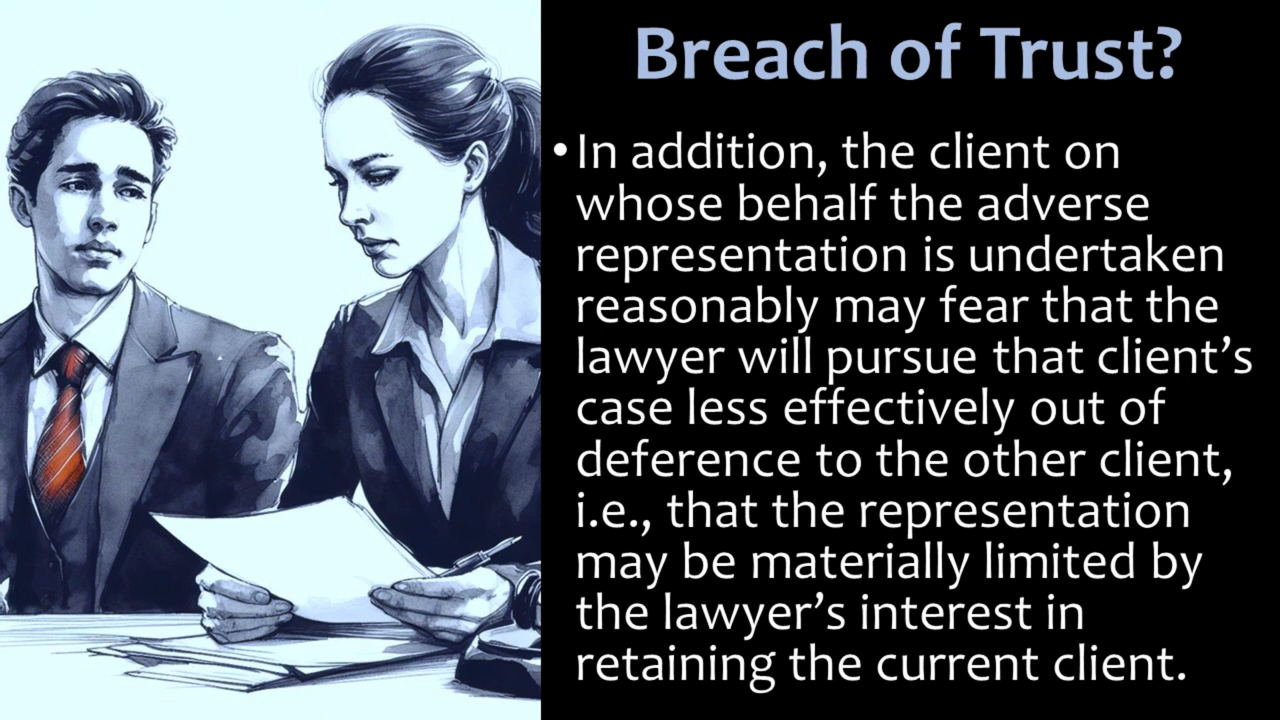 Breach of Trust?
• In addition, the client on
whose behalf the adverse
representation is undertaken
reasonably may fear that the
lawyer will pursue that client’s
case less effectively out of
deference to the other client,
i.e., that the representation
may be materially limited by
the lawyer’s interest in
retaining the current client.